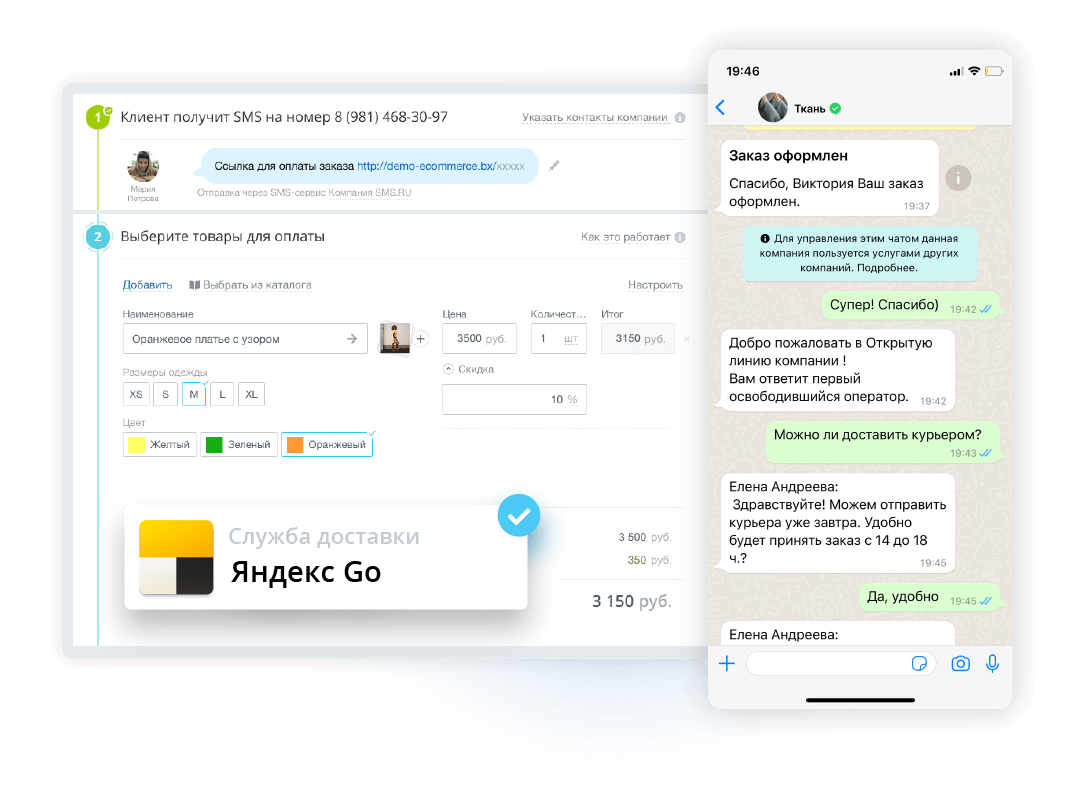 1
Клиент получит SMS на номер 8 (981) 468-30-97
Указать контакты компании
Ссылка для оплаты заказа http://demo-ecommerce.bx/xxxxx
Мария
Петрова
Отправка через SMS-сервис Компания SMS.RU
2
Выберите товары для оплаты
Как это работает
Добавить
Выбрать из каталога
Настроить
Наименование
Цена
Количест...
Итог
Оранжевое платье с узором
3500 руб.
1 шт
3150 руб.
Скидка
10 %
Размеры одежды
XS S M L XL
Цвет
Желтый Зеленый Оранжевый
Служба доставки
Яндекс Go
3 500 руб.
350 руб.
3 150 руб.
19:46
Ткань
Заказ оформлен
Спасибо, Виктория Ваш заказ
оформлен.
19:37
Для управления этим чатом данная
компания пользуется услугами других
компаний. Подробнее.
Супер! Спасибо) 19:42
Добро пожаловать в Открытую
линию компании !
Вам ответит первый
освободившийся оператор. 19:42
Можно ли доставить курьером?
19:43
Елена Андреева:
Здравствуйте! Можем отправить
курьера уже завтра. Удобно
будет принять заказ с 14 до 18
ч.?
19:45
Да, удобно 19:45
Елена Андреева: